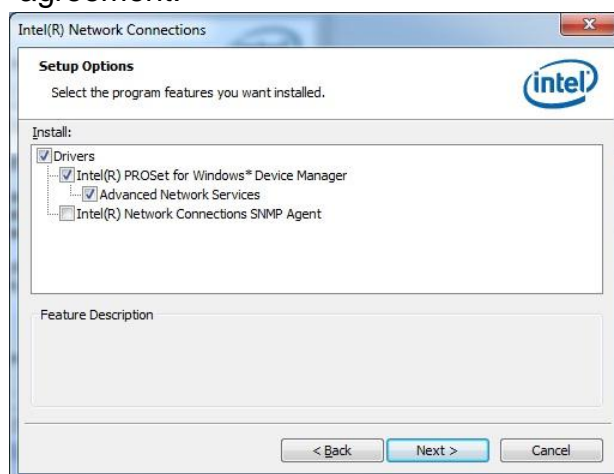 agreement.
Intel(R) Network Connections
Setup Options
Select the program features you want installed.
intel
Install:
Drivers
Intel(R) PROSet for Windows* Device Manager
Advanced Network Services
Intel(R) Network Connections SNMP Agent
Feature Description
< Back Next > Cancel